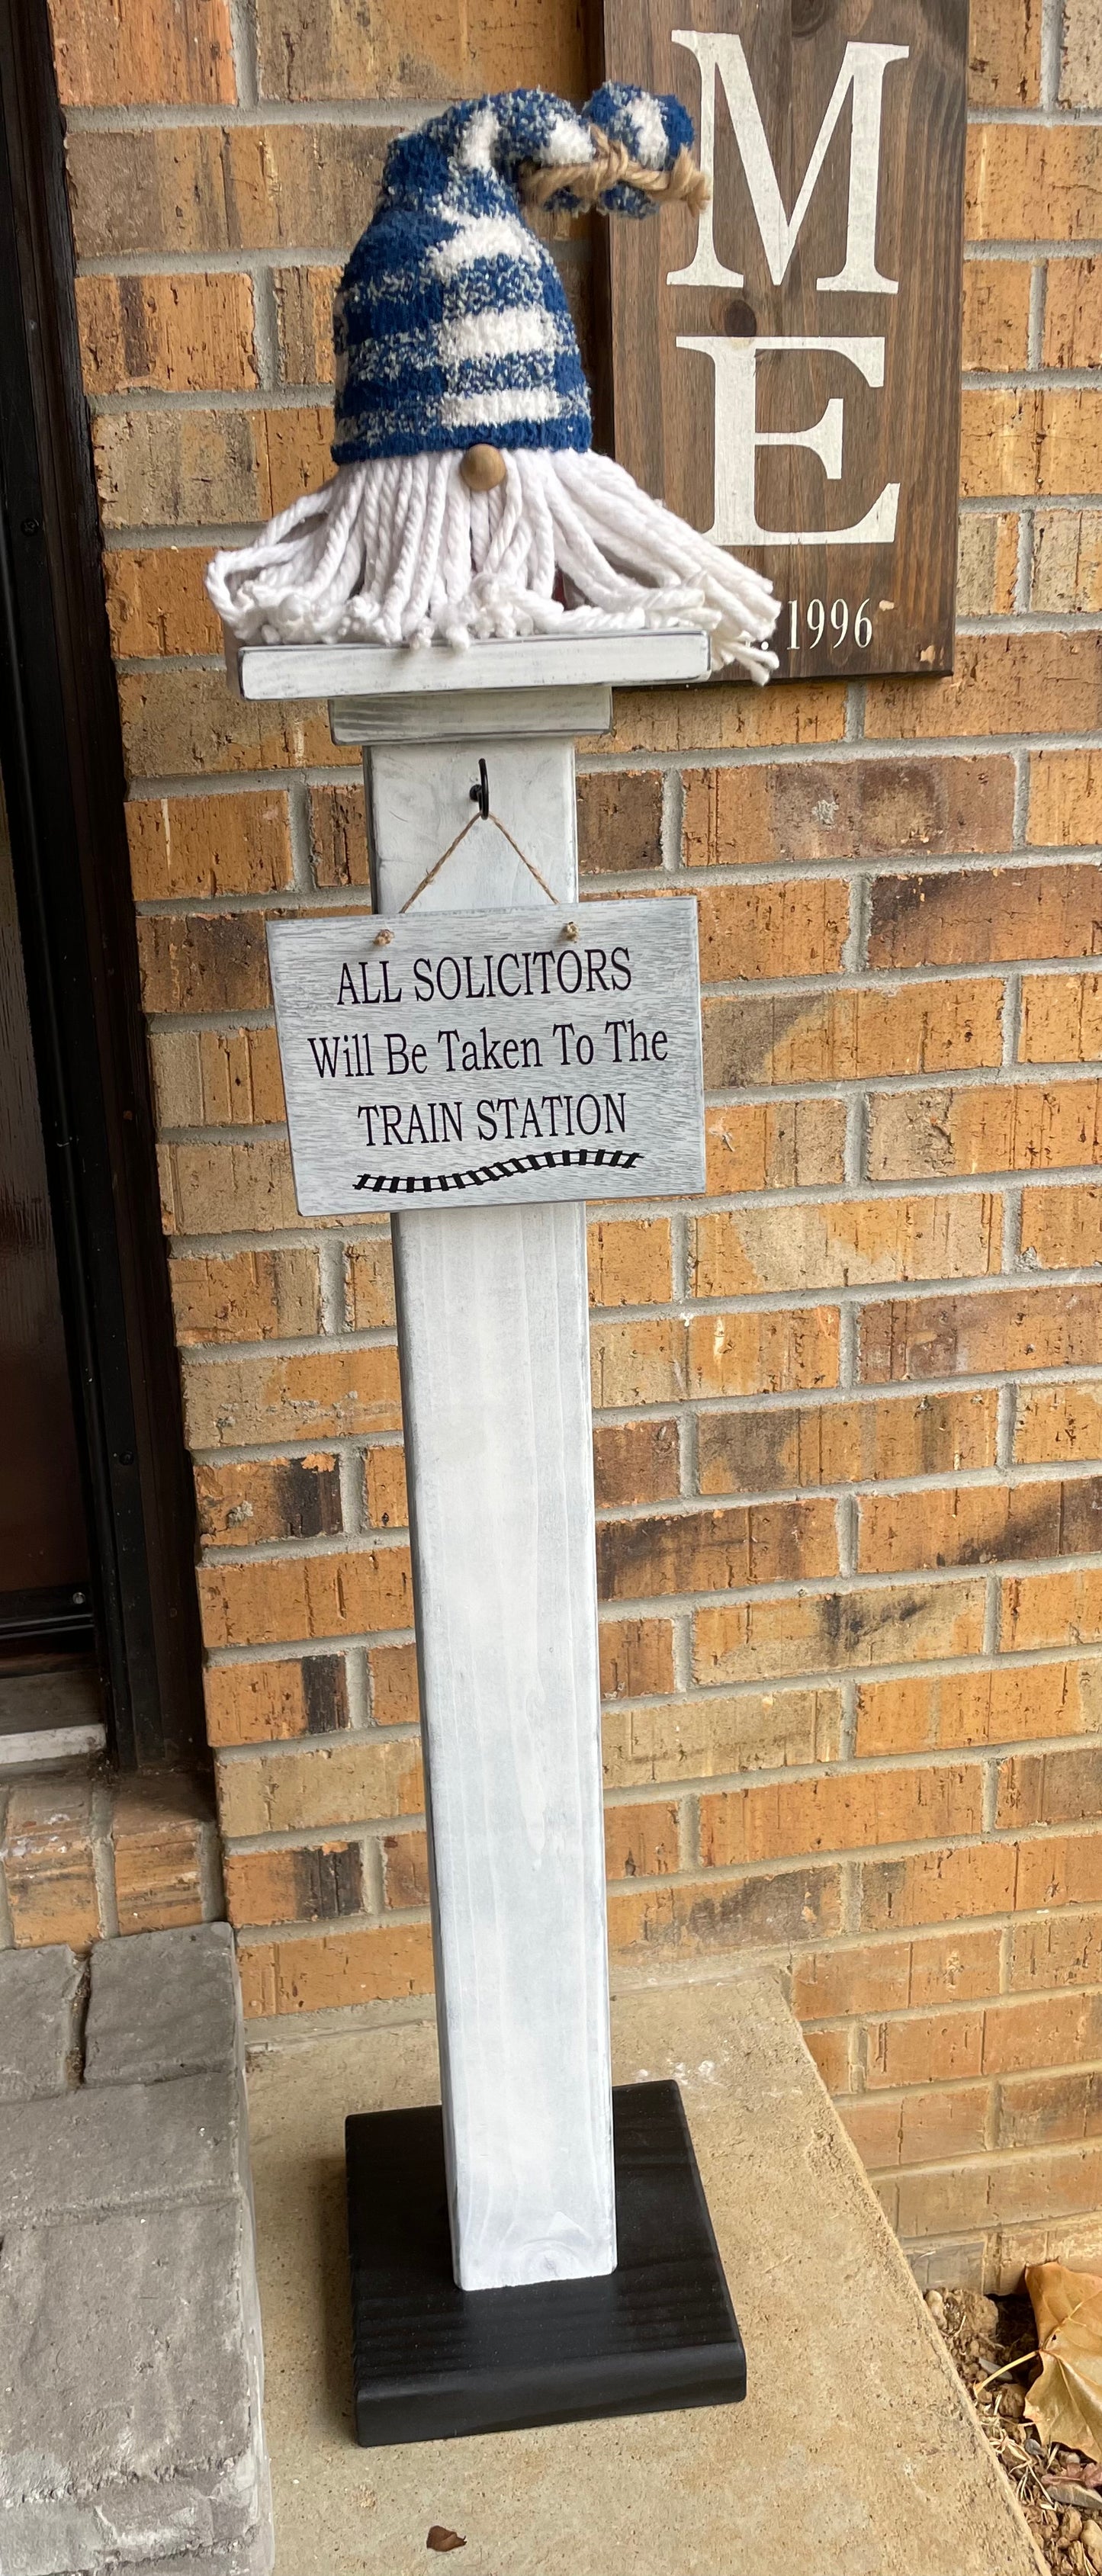 M
E
. 1996
ALL SOLICITORS
Will Be Taken To The
TRAIN STATION